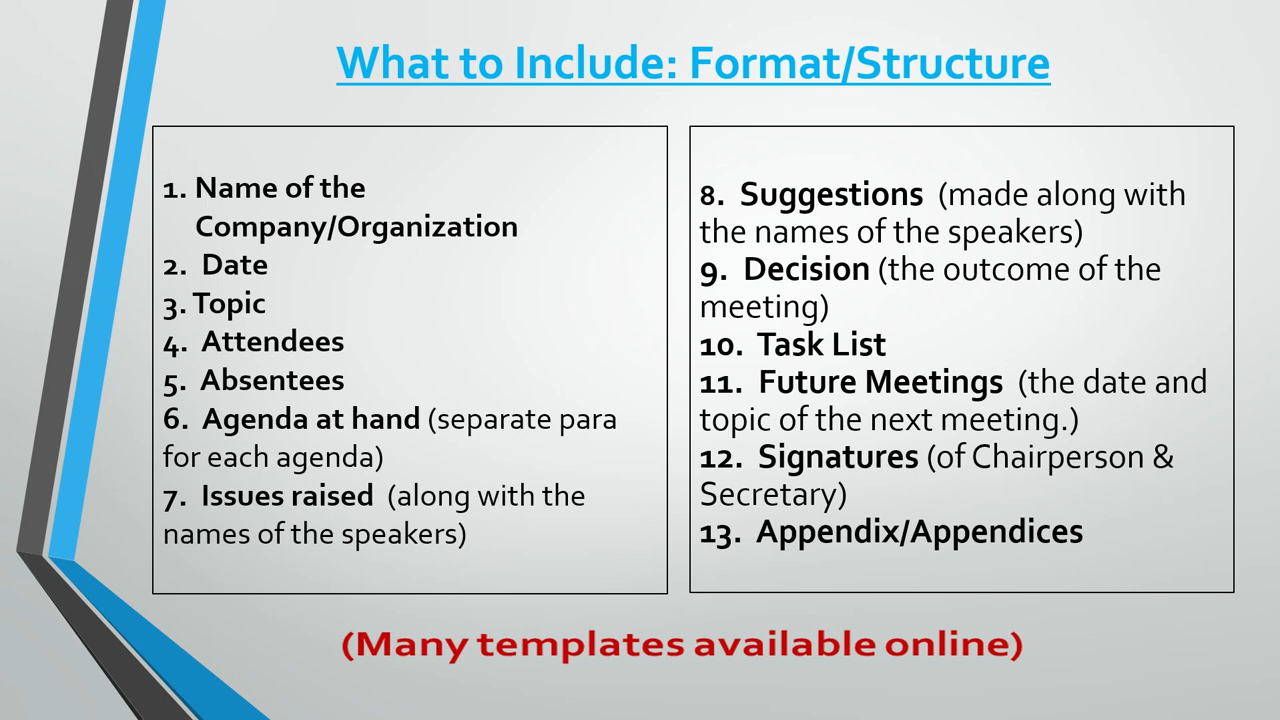 What to Include: Format/Structure
1. Name of the
Company/Organization
2. Date
3. Topic
4. Attendees
5. Absentees
6. Agenda at hand (separate para
for each agenda)
7. Issues raised (along with the
names of the speakers)
8. Suggestions (made along with
the names of the speakers)
9. Decision (the outcome of the
meeting)
10. Task List
11. Future Meetings (the date and
topic of the next meeting.)
12. Signatures (of Chairperson &
Secretary)
13. Appendix/Appendices
(Many templates available online)